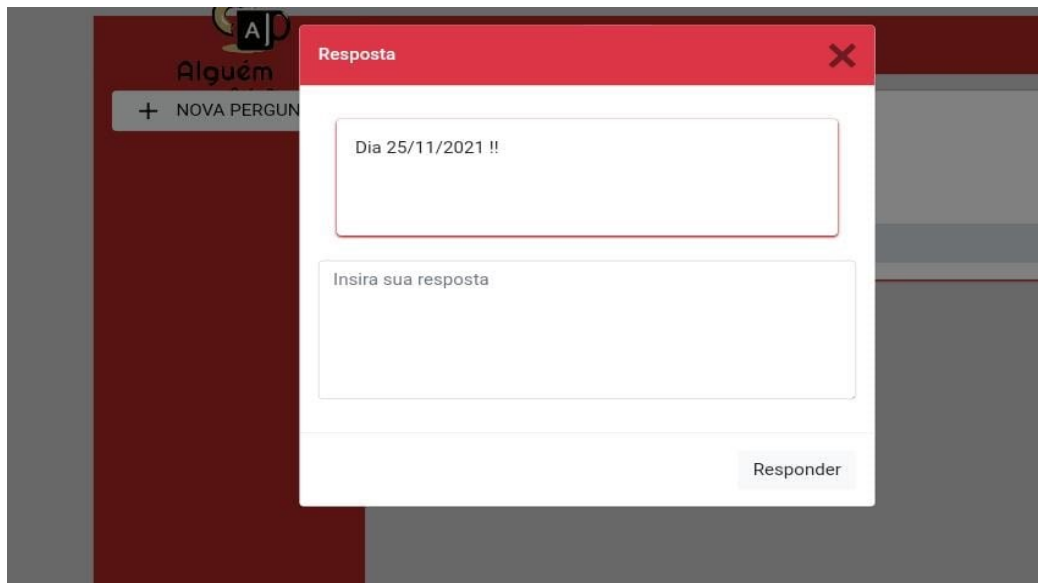 A
Alguém
+ NOVA PERGUN
Resposta
Dia 25/11/2021 !!
Insira sua resposta
Responder